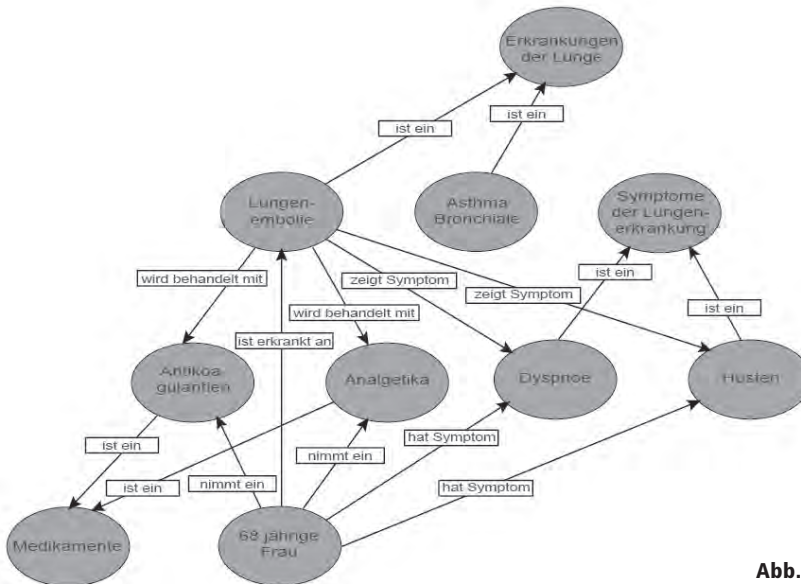 Erkrankungen
der Lunge
ist ein
ist ein
Lungen-
embolie
Asthma
Bronchiale
Symptome
der Lungen-
erkrankung
wird behandelt mit
zeigt Symptom
ist ein
zeigt Symptom
wird behandelt mit
ist ein
ist erkrankt an
Antikoa-
gulantien
Analgetika
Dyspnoe
Husten
ist ein
hat Symptom
nimmt ein
ist ein
nimmt ein
hat Symptom
Medikamente
68 jährige
Frau
Abb.